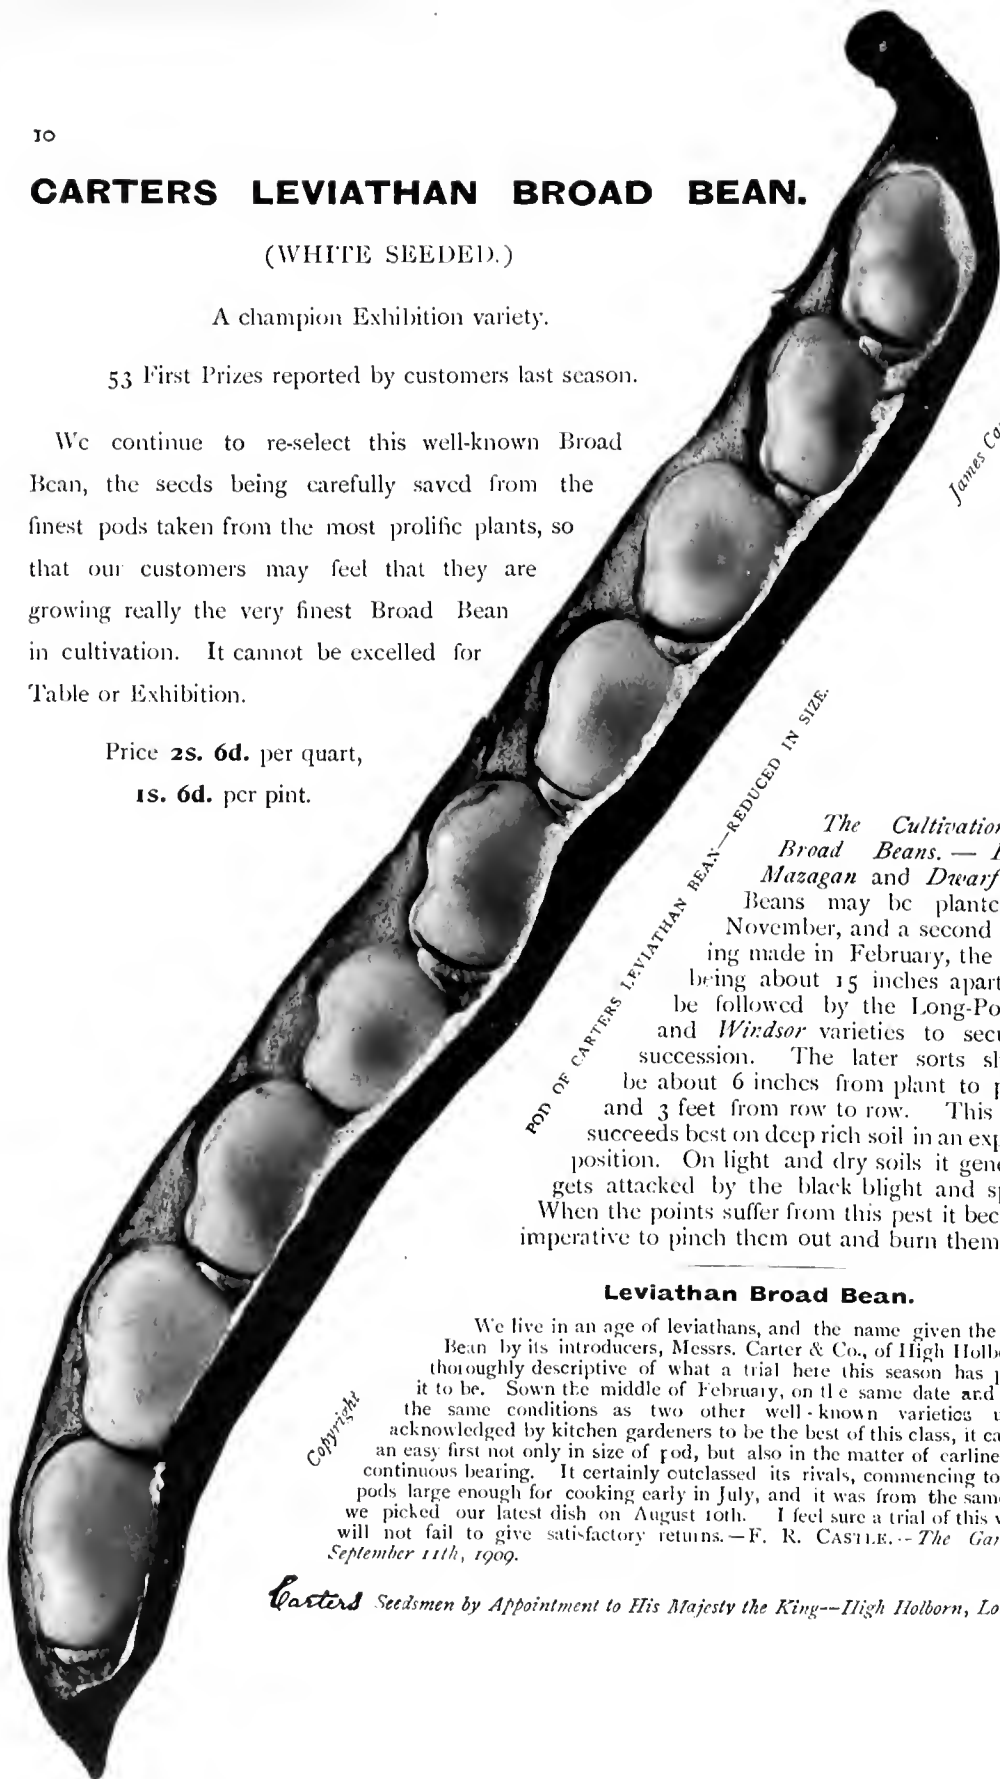 10
CARTERS LEVIATHAN BROAD BEAN.
(WHITE SEEDED.)
A champion Exhibition variety.
53 First Prizes reported by customers last season.
We continue to re-select this well-known Broad
Bean, the seeds being carefully saved from the
finest pods taken from the most prolific plants, so
that our customers may feel that they are
growing really the very finest Broad Bean
in cultivation. It cannot be excelled for
Table or Exhibition.
Price 2s. 6d. per quart,
1s. 6d. per pint.
James
POD OF CARTERS LEVIATHAN BEAN—REDUCED IN SIZE.
The Cultivation
Broad Beans. —
Mazagan and Dwarf
Beans may be plante
November, and a second
ing made in February, the
being about 15 inches apart
be followed by the Long-Po
and Windsor varieties to sec
succession. The later sorts sh
be about 6 inches from plant to p
and 3 feet from row to row. This
succeeds best on deep rich soil in an exp
position. On light and dry soils it gene
gets attacked by the black blight and sp
When the points suffer from this pest it bec
imperative to pinch them out and burn them
Leviathan Broad Bean.
We live in an age of leviathans, and the name given the
Bean by its introducers, Messrs. Carter & Co., of High Holb
thoroughly descriptive of what a trial here this season has p
it to be. Sown the middle of February, on the same date and
the same conditions as two other well-known varieties u
acknowledged by kitchen gardeners to be the best of this class, it ca
an easy first not only in size of pod, but also in the matter of earline
continuous bearing. It certainly outclassed its rivals, commencing to
pods large enough for cooking early in July, and it was from the same
we picked our latest dish on August 10th. I feel sure a trial of this v
will not fail to give satisfactory returns.—F. R. CASTLE.--The Gar
September 11th, 1909.
Copyright
Carters Seedsmen by Appointment to His Majesty the King--High Holborn, Lo